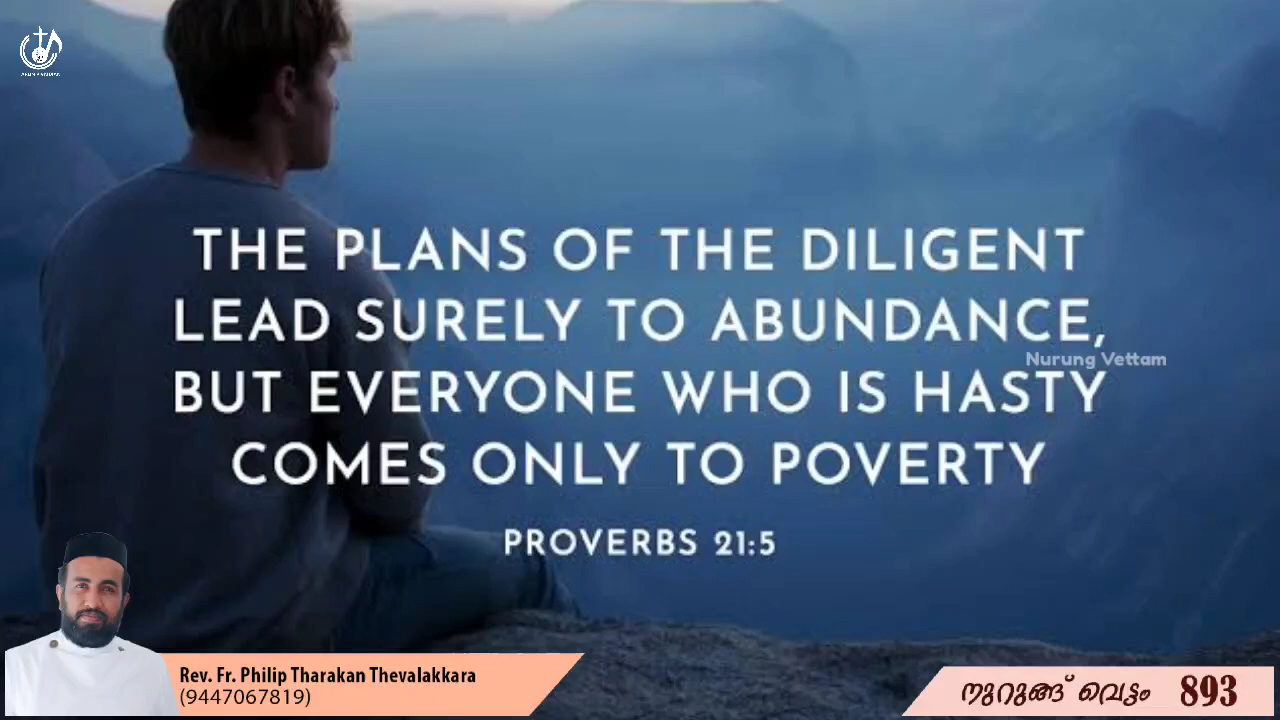 THE PLANS OF THE DILIGENT
LEAD SURELY TO ABUNDANCE,
Nurung Vettam
BUT EVERYONE WHO IS HASTY
COMES ONLY TO POVERTY
PROVERBS 21:5
Rev. Fr. Philip Tharakan Thevalakkara
(9447067819)
നുറുങ്ങ് വെട്ടം 893